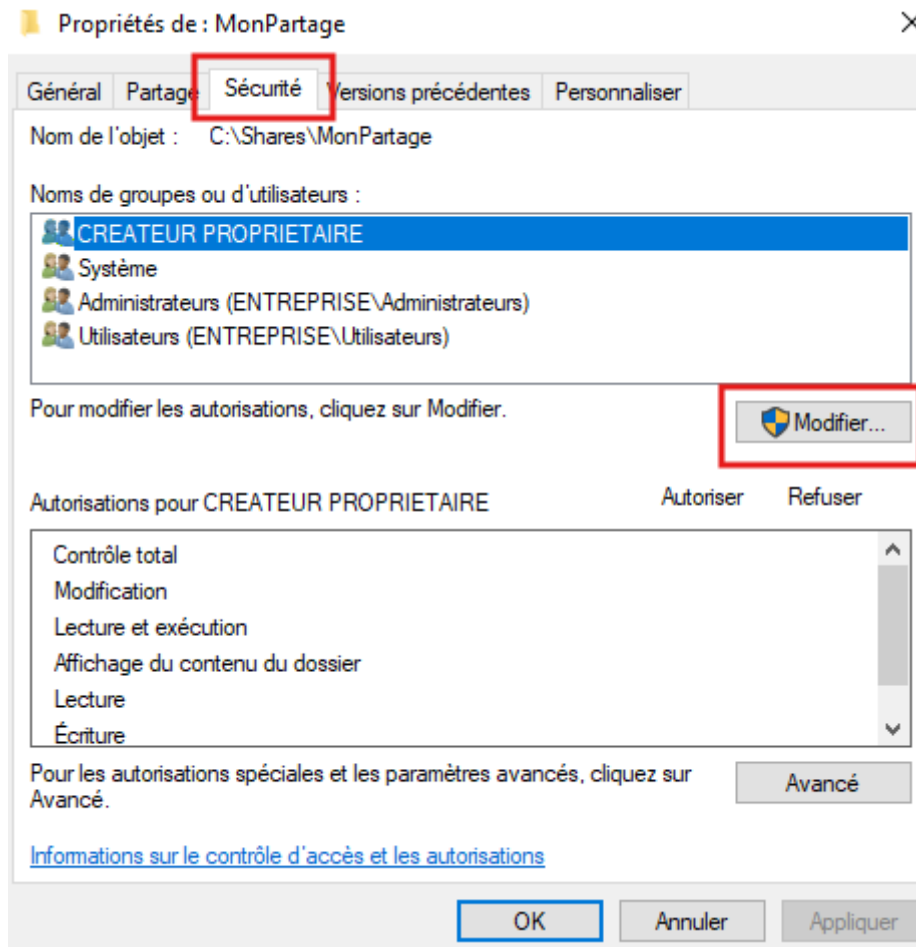 Propriétés de : MonPartage
Général Partage Sécurité Versions précédentes Personnaliser
Nom de l'objet : C:\Shares\MonPartage
Noms de groupes ou d'utilisateurs :
CREATEUR PROPRIETAIRE
Système
Administrateurs (ENTREPRISE\Administrateurs)
Utilisateurs (ENTREPRISE\Utilisateurs)
Pour modifier les autorisations, cliquez sur Modifier.
Modifier...
Autorisations pour CREATEUR PROPRIETAIRE Autoriser Refuser
Contrôle total
Modification
Lecture et exécution
Affichage du contenu du dossier
Lecture
Écriture
Pour les autorisations spéciales et les paramètres avancés, cliquez sur
Avancé.
Avancé
Informations sur le contrôle d'accès et les autorisations
OK Annuler Appliquer